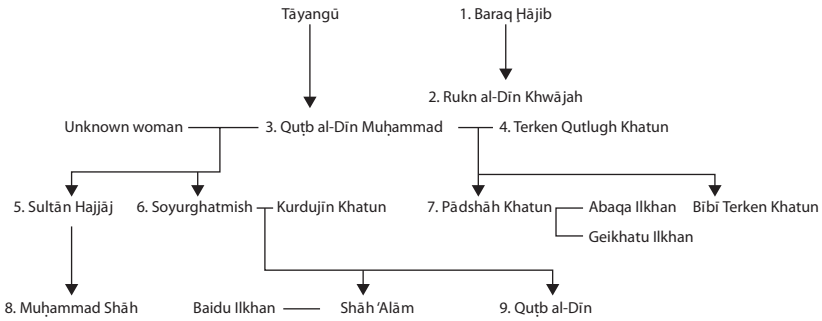 Tāyangū
1. Baraq Ḥājib
2. Rukn al-Dīn Khwājah
Unknown woman
3. Quṭb al-Dīn Muḥammad
4. Terken Qutlugh Khatun
5. Sultān Hajjāj
6. Soyurghatmish
Kurdujīn Khatun
7. Pādshāh Khatun
Abaqa Ilkhan
Bībī Terken Khatun
Geikhatu Ilkhan
8. Muḥammad Shāh
Baidu Ilkhan
Shāh ‘Alām
9. Quṭb al-Dīn